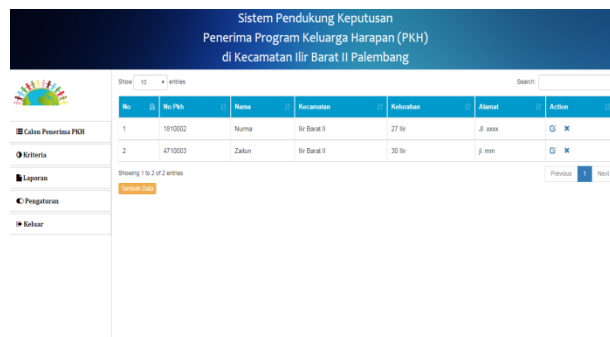 Sistem Pendukung Keputusan
Penerima Program Keluarga Harapan (PKH)
di Kecamatan Ilir Barat II Palembang
Show 10 entries Search:
No No Pkh Nama Kecamatan Kelurahan Alamat Action
1 1810002 Nurma Ilir Barat II 27 Ilir Jl. xxxx
2 4710003 Zaitun Ilir Barat II 30 Ilir jl. mm
Showing 1 to 2 of 2 entries Previous 1 Next
Tambah Data
Calon Penerima PKH
Kriteria
Laporan
Pengaturan
Keluar